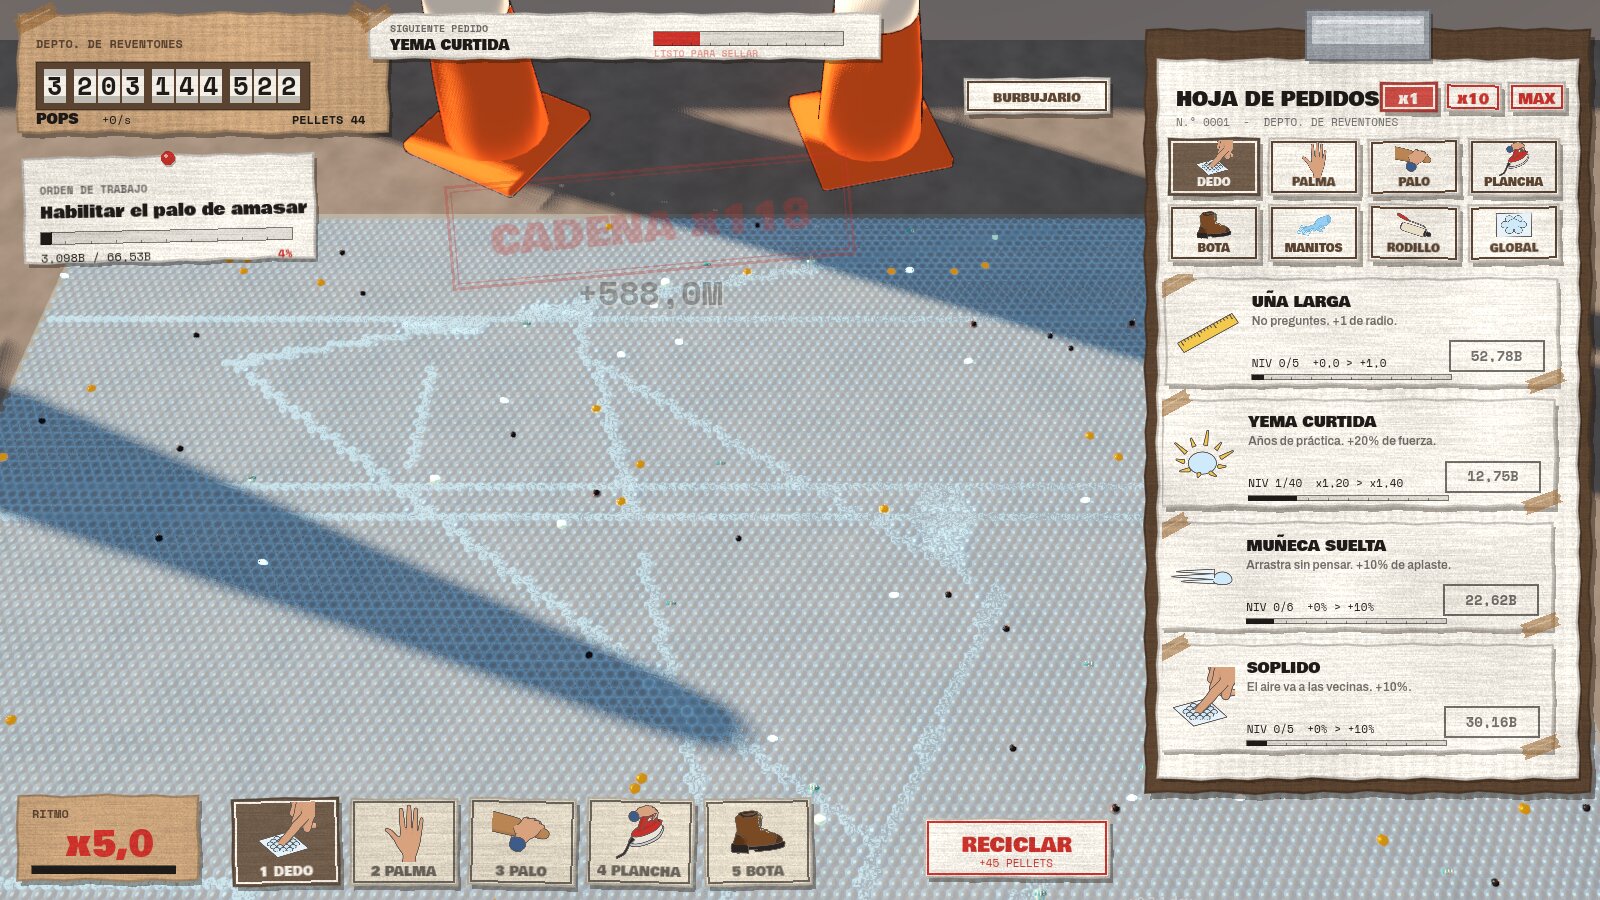 DEPTO. DE REVENTONES
3 203 144 522
POPS +0/s PELLETS 44
SIGUIENTE PEDIDO
YEMA CURTIDA
LISTO PARA SELLAR
BURBUJARIO
ORDEN DE TRABAJO
Habilitar el palo de amasar
3,098B / 66,53B 4%
CADENA x118
+588,0M
HOJA DE PEDIDOS x1 x10 MAX
N.° 0001 - DEPTO. DE REVENTONES
DEDO PALMA PALO PLANCHA
BOTA MANITOS RODILLO GLOBAL
UÑA LARGA
No preguntes. +1 de radio.
NIV 0/5 +0,0 > +1,0 52,78B
YEMA CURTIDA
Años de práctica. +20% de fuerza.
NIV 1/40 x1,20 > x1,40 12,75B
MUÑECA SUELTA
Arrastra sin pensar. +10% de aplaste.
NIV 0/6 +0% > +10% 22,62B
SOPLIDO
El aire va a las vecinas. +10%.
NIV 0/5 +0% > +10% 30,16B
RITMO
x5,0
1 DEDO 2 PALMA 3 PALO 4 PLANCHA 5 BOTA
RECICLAR
+45 PELLETS